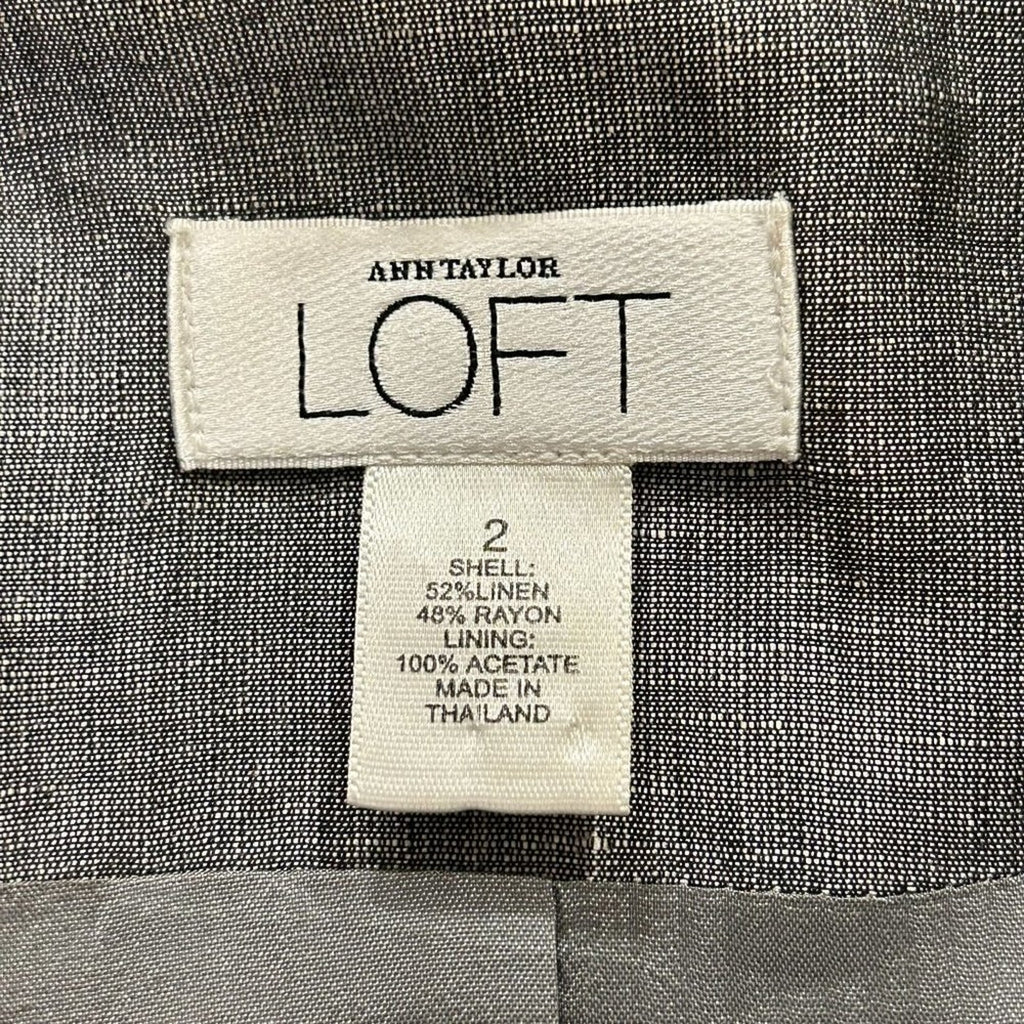 ANN TAYLOR
LOFT
2
SHELL:
52%LINEN
48% RAYON
LINING:
100% ACETATE
MADE IN
THAILAND